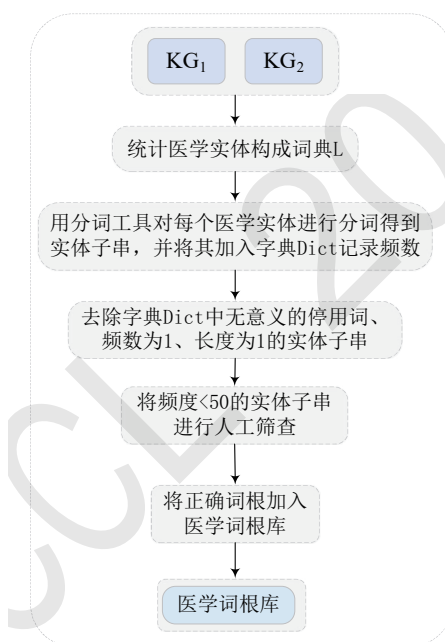 KG₁ KG₂
统计医学实体构成词典L
用分词工具对每个医学实体进行分词得到
实体子串，并将其加入字典Dict记录频数
去除字典Dict中无意义的停用词、
频数为1、长度为1的实体子串
将频度<50的实体子串
进行人工筛查
将正确词根加入
医学词根库
医学词根库
CCL 20